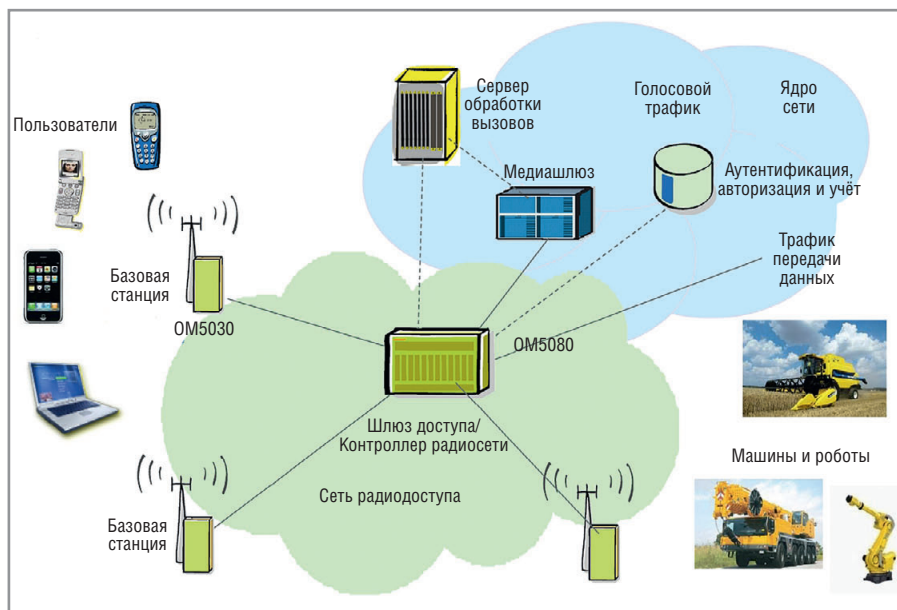 Сервер
обработки
вызовов
Голосовой
трафик
Ядро
сети
Пользователи
Медиашлюз
Аутентификация,
авторизация и учёт
Трафик
передачи
данных
Базовая
станция
OM5030
OM5080
Шлюз доступа/
Контроллер радиосети
Машины и роботы
Сеть радиодоступа
Базовая
станция